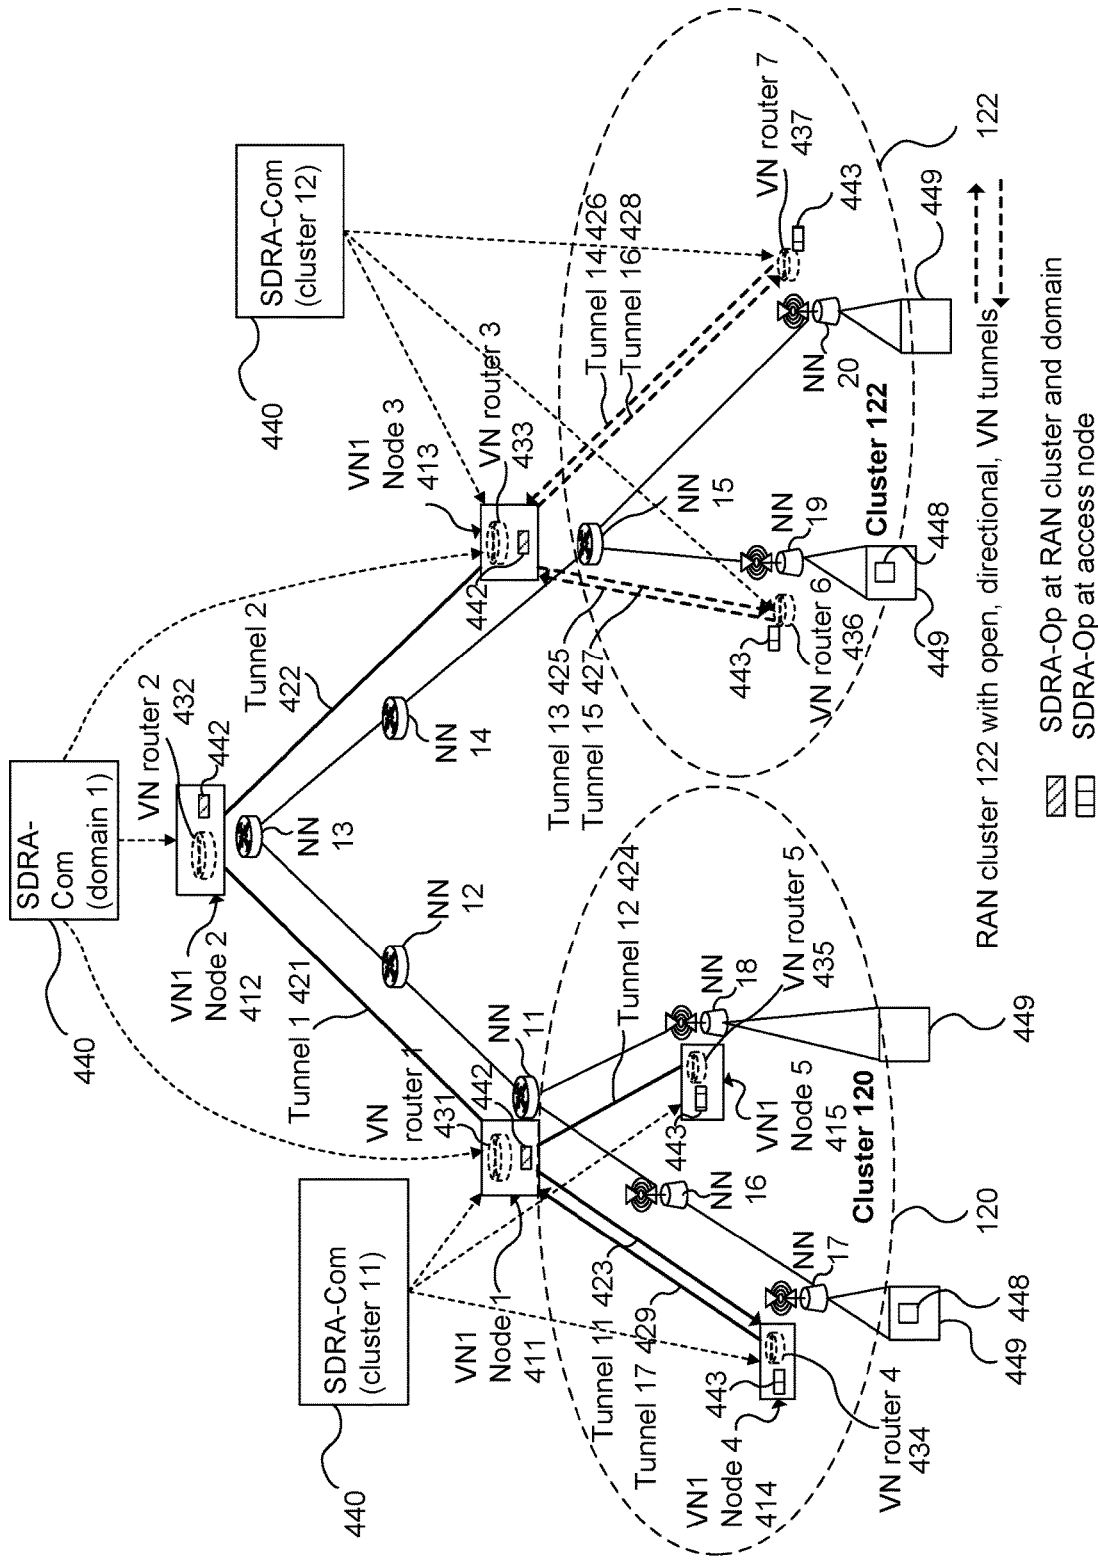 440
SDRA-
Com
(domain 1)
440
SDRA-Com
(cluster 11)
440
SDRA-Com
(cluster 12)
VN router 2
432
442
VN1
Node 2
412
Tunnel 1 421
Tunnel 2
422
NN
13
NN
12
NN
14
VN
router 1
431
442
NN
11
VN1
Node 1
411
VN1
Node 3
413
VN router 3
433
442
NN
15
Tunnel 11 423
Tunnel 17 429
Tunnel 12 424
Tunnel 13 425
Tunnel 15 427
Tunnel 14 426
Tunnel 16 428
VN1
Node 4
414
443
VN router 4
434
NN
17
NN
16
443
VN1
Node 5
415
NN
18
VN router 5
435
Cluster 120
449
448
120
449
443
VN router 6
436
NN
19
Cluster 122
449
448
NN
20
VN router 7
437
443
449
122
RAN cluster 122 with open, directional, VN tunnels
SDRA-Op at RAN cluster and domain
SDRA-Op at access node